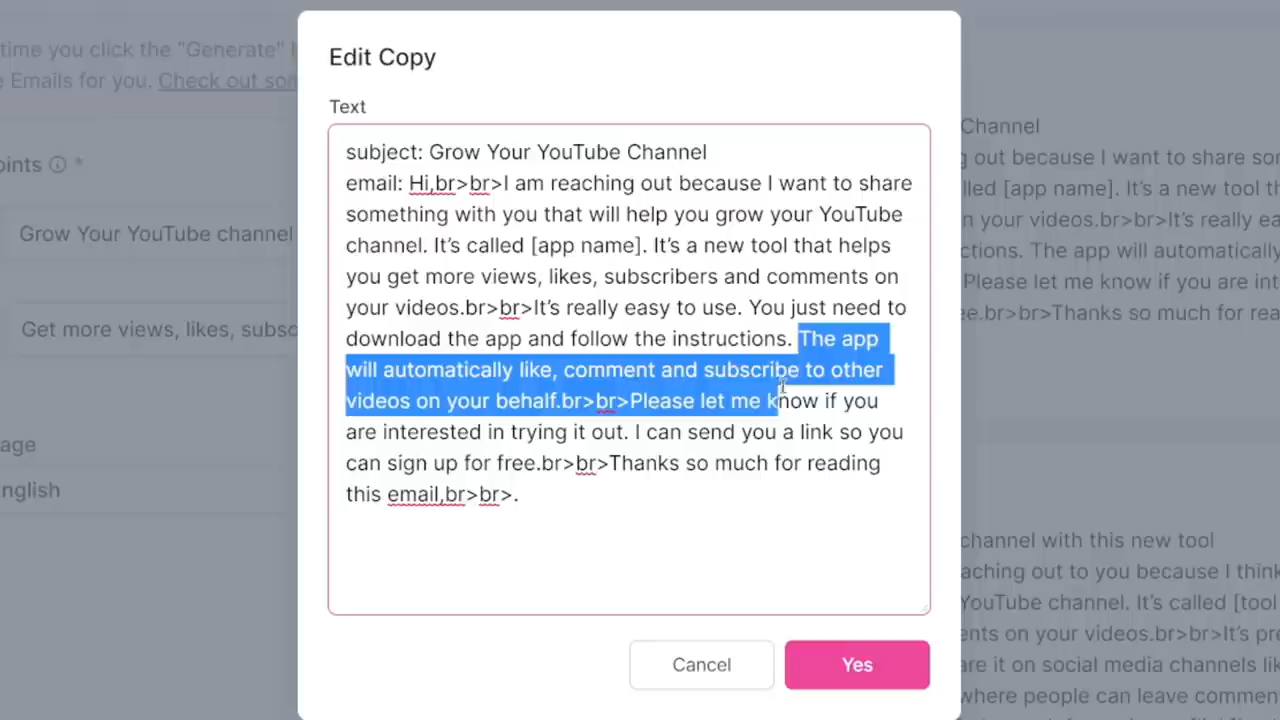 time you click the "Generate"
e Emails for you. Check out
oints *
Grow Your YouTube channel
Get more views, likes,
age
nglish
Edit Copy
Text
subject: Grow Your YouTube Channel
email: Hi,br>br>I am reaching out because I want to share
something with you that will help you grow your YouTube
channel. It’s called [app name]. It’s a new tool that helps
you get more views, likes, subscribers and comments on
your videos.br>br>It’s really easy to use. You just need to
download the app and follow the instructions. The app
will automatically like, comment and subscribe to other
videos on your behalf.br>br>Please let me know if you
are interested in trying it out. I can send you a link so you
can sign up for free.br>br>Thanks so much for reading
this email,br>br>.
Cancel
Yes
Channel
g out because I want to share
lled [app name]. It’s a new tool
n your videos.br>br>It’s really
ctions. The app will automatically
Please let me know if you are
ee.br>br>Thanks so much for
channel with this new tool
aching out to you because I think
YouTube channel. It’s called [tool
ents on your videos.br>br>It’s
are it on social media channels
where people can leave